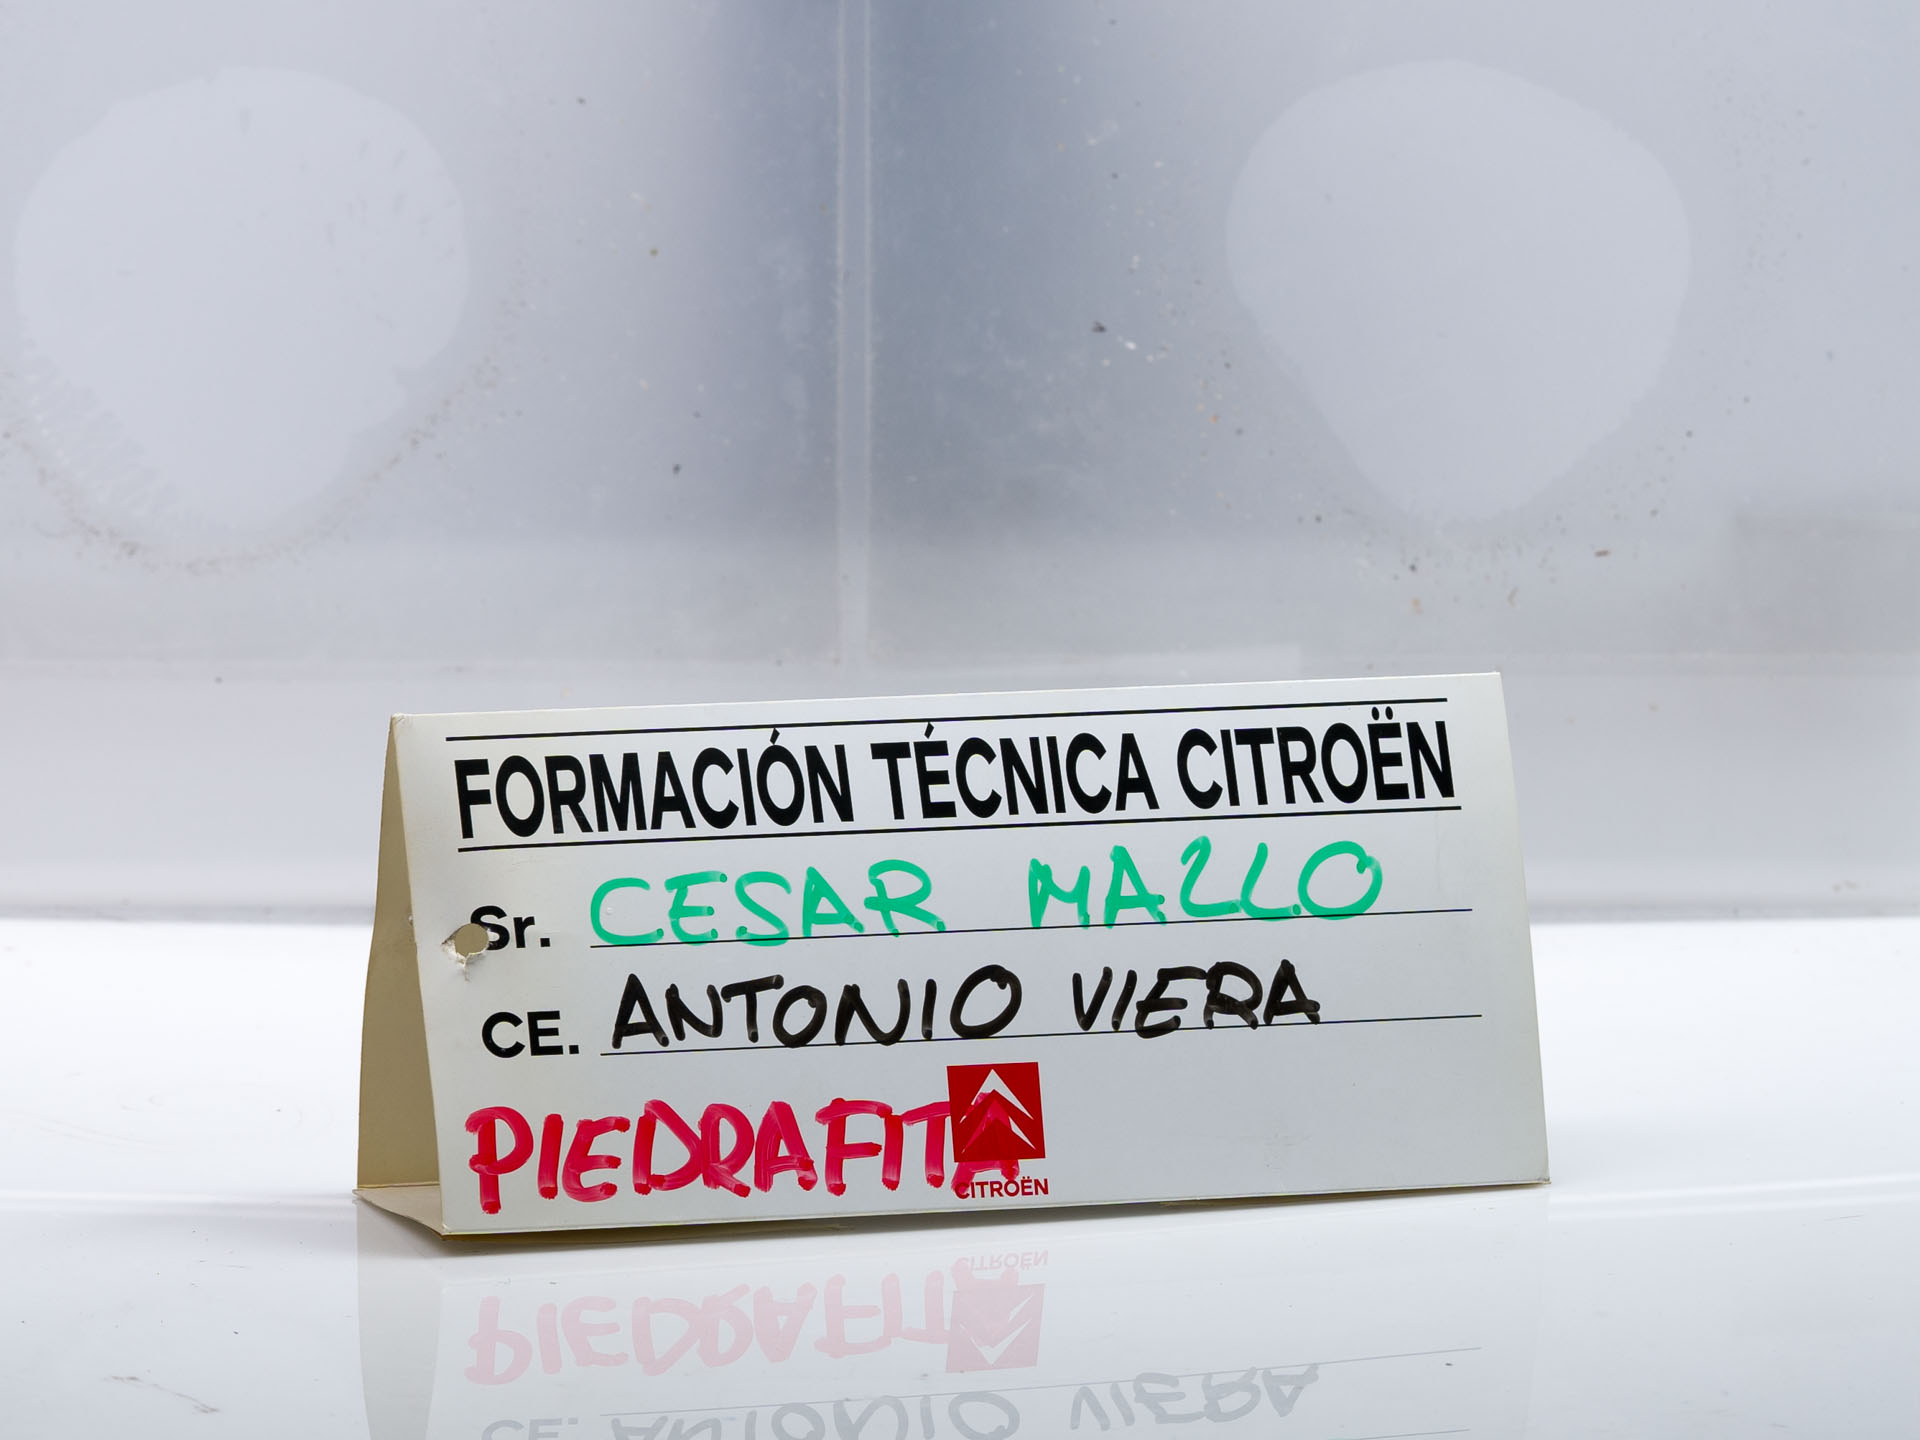 FORMACIÓN TÉCNICA CITROËN
Sr. CESAR MALLO
CE. ANTONIO VIERA
PIEDRAFITA
CITROËN